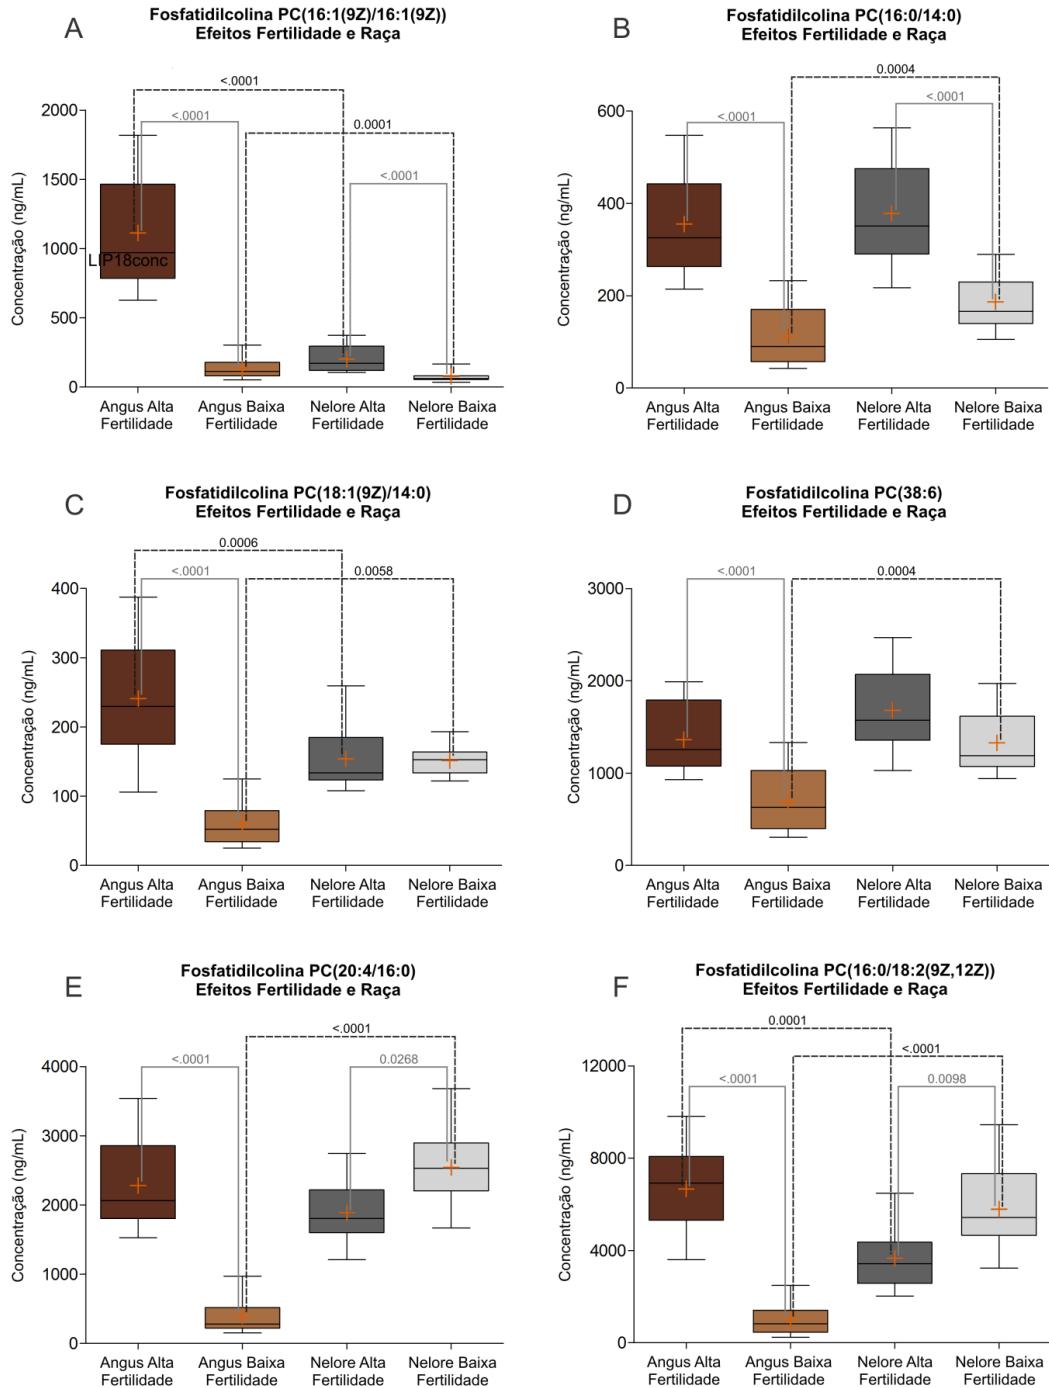 A
Fosfatidilcolina PC(16:1(9Z)/16:1(9Z))
Efeitos Fertilidade e Raça
<.0001
<.0001
0.0001
<.0001
Concentração (ng/mL)
2000
1500
1000
500
0
LIP18conc
Angus Alta Fertilidade
Angus Baixa Fertilidade
Nelore Alta Fertilidade
Nelore Baixa Fertilidade
B
Fosfatidilcolina PC(16:0/14:0)
Efeitos Fertilidade e Raça
0.0004
<.0001
<.0001
Concentração (ng/mL)
600
400
200
0
Angus Alta Fertilidade
Angus Baixa Fertilidade
Nelore Alta Fertilidade
Nelore Baixa Fertilidade
C
Fosfatidilcolina PC(18:1(9Z)/14:0)
Efeitos Fertilidade e Raça
0.0006
<.0001
0.0058
Concentração (ng/mL)
400
300
200
100
0
Angus Alta Fertilidade
Angus Baixa Fertilidade
Nelore Alta Fertilidade
Nelore Baixa Fertilidade
D
Fosfatidilcolina PC(38:6)
Efeitos Fertilidade e Raça
<.0001
0.0004
Concentração (ng/mL)
3000
2000
1000
0
Angus Alta Fertilidade
Angus Baixa Fertilidade
Nelore Alta Fertilidade
Nelore Baixa Fertilidade
E
Fosfatidilcolina PC(20:4/16:0)
Efeitos Fertilidade e Raça
<.0001
<.0001
0.0268
Concentração (ng/mL)
4000
3000
2000
1000
0
Angus Alta Fertilidade
Angus Baixa Fertilidade
Nelore Alta Fertilidade
Nelore Baixa Fertilidade
F
Fosfatidilcolina PC(16:0/18:2(9Z,12Z))
Efeitos Fertilidade e Raça
0.0001
<.0001
<.0001
0.0098
Concentração (ng/mL)
12000
8000
4000
0
Angus Alta Fertilidade
Angus Baixa Fertilidade
Nelore Alta Fertilidade
Nelore Baixa Fertilidade